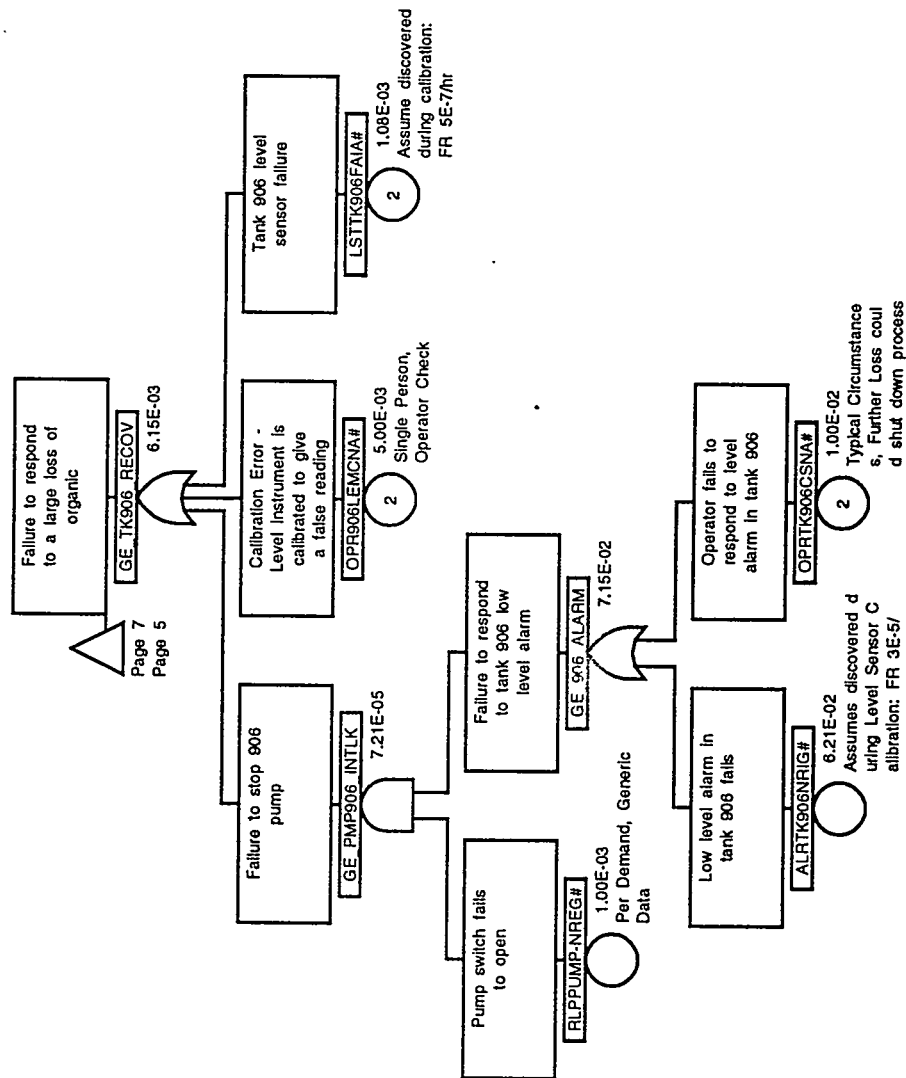 Failure to respond
to a large loss of
organic
GE_TK906_RECOV
6.15E-03
Page 7
Page 5
Failure to stop 906
pump
GE_PMP906_INTLK
7.21E-05
Calibration Error -
Level Instrument is
calibrated to give
a false reading
OPR906LEMCNA#
5.00E-03
2
Single Person,
Operator Check
Tank 906 level
sensor failure
LSTTK906FAIA#
1.08E-03
2
Assume discovered
during calibration:
FR 5E-7/hr
Pump switch fails
to open
RLPPUMP-NREG#
1.00E-03
Per Demand, Generic
Data
Failure to respond
to tank 906 low
level alarm
GE_906_ALARM
7.15E-02
Low level alarm in
tank 906 fails
ALRTK906NRIG#
6.21E-02
Assumes discovered d
uring Level Sensor C
alibration: FR 3E-5/
Operator fails to
respond to level
alarm in tank 906
OPRTK906CSNA#
1.00E-02
2
Typical Circumstance
s, Further Loss coul
d shut down process